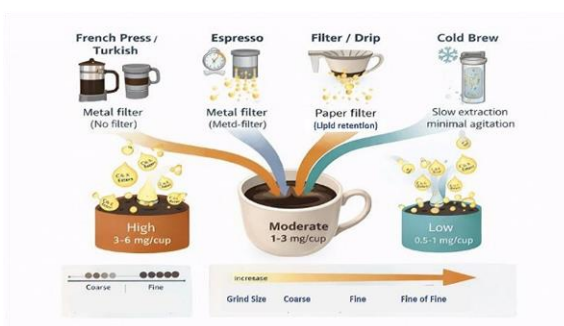 French Press /
Turkish
Espresso
Filter / Drip
Cold Brew
Metal filter
(No filter)
Metal filter
(Metd-filter)
Paper filter
(Lpid retention)
Slow extraction
minimal agitation
High
3-6 mg/cup
Moderate
1-3 mg/cup
Low
0.5-1 mg/cup
Coarse
Fine
increase
Grind Size
Coarse
Fine
Fine of Fine